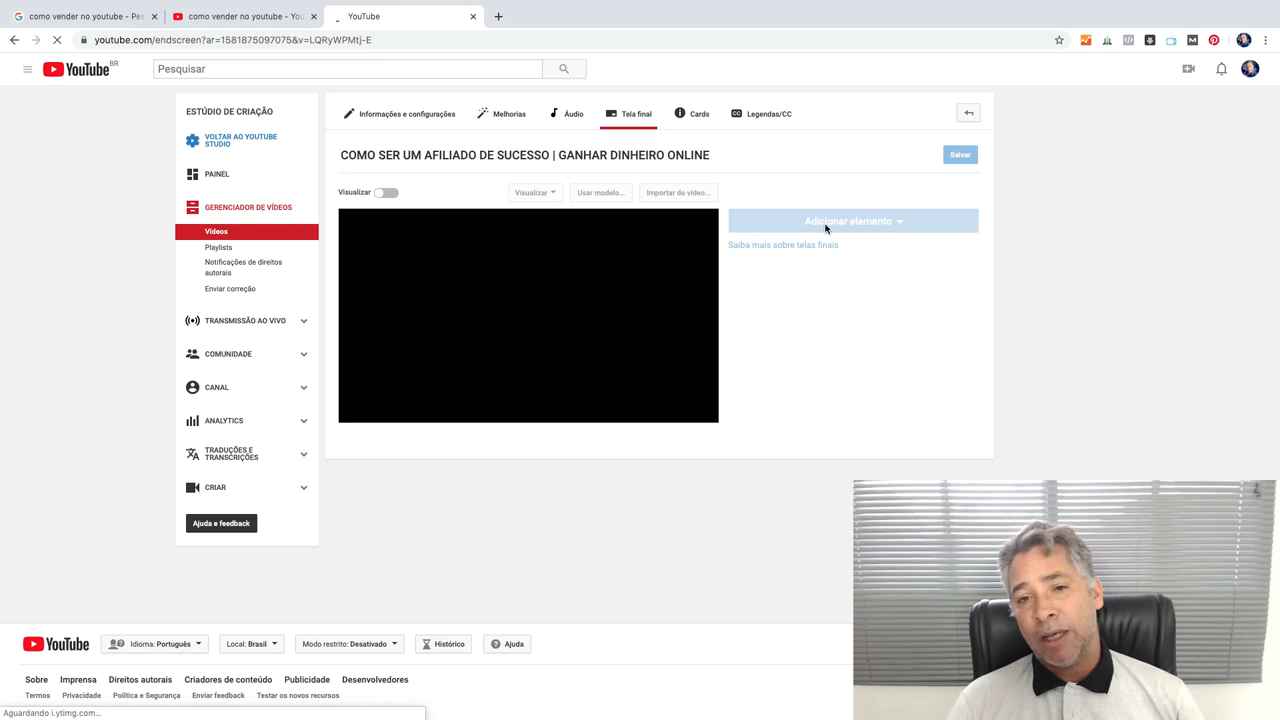 como vender no youtube - Pes
como vender no youtube - You
YouTube
youtube.com/endscreen?ar=1581875097075&v=LQRyWPMtj-E
YouTube BR
Pesquisar
ESTÚDIO DE CRIAÇÃO
VOLTAR AO YOUTUBE
STUDIO
PAINEL
GERENCIADOR DE VÍDEOS
Vídeos
Playlists
Notificações de direitos
autorais
Enviar correção
TRANSMISSÃO AO VIVO
COMUNIDADE
CANAL
ANALYTICS
TRADUÇÕES E
TRANSCRIÇÕES
CRIAR
Ajuda e feedback
Informações e configurações
Melhorias
Áudio
Tela final
Cards
CC Legendas/CC
COMO SER UM AFILIADO DE SUCESSO | GANHAR DINHEIRO ONLINE
Salvar
Visualizar
Visualizar
Usar modelo...
Importar do vídeo...
Adicionar elemento
Saiba mais sobre telas finais
YouTube
Idioma: Português
Local: Brasil
Modo restrito: Desativado
Histórico
Ajuda
Sobre Imprensa Direitos autorais Criadores de conteúdo Publicidade Desenvolvedores
Termos Privacidade Política e Segurança Enviar feedback Testar os novos recursos
Aguardando i.ytimg.com...